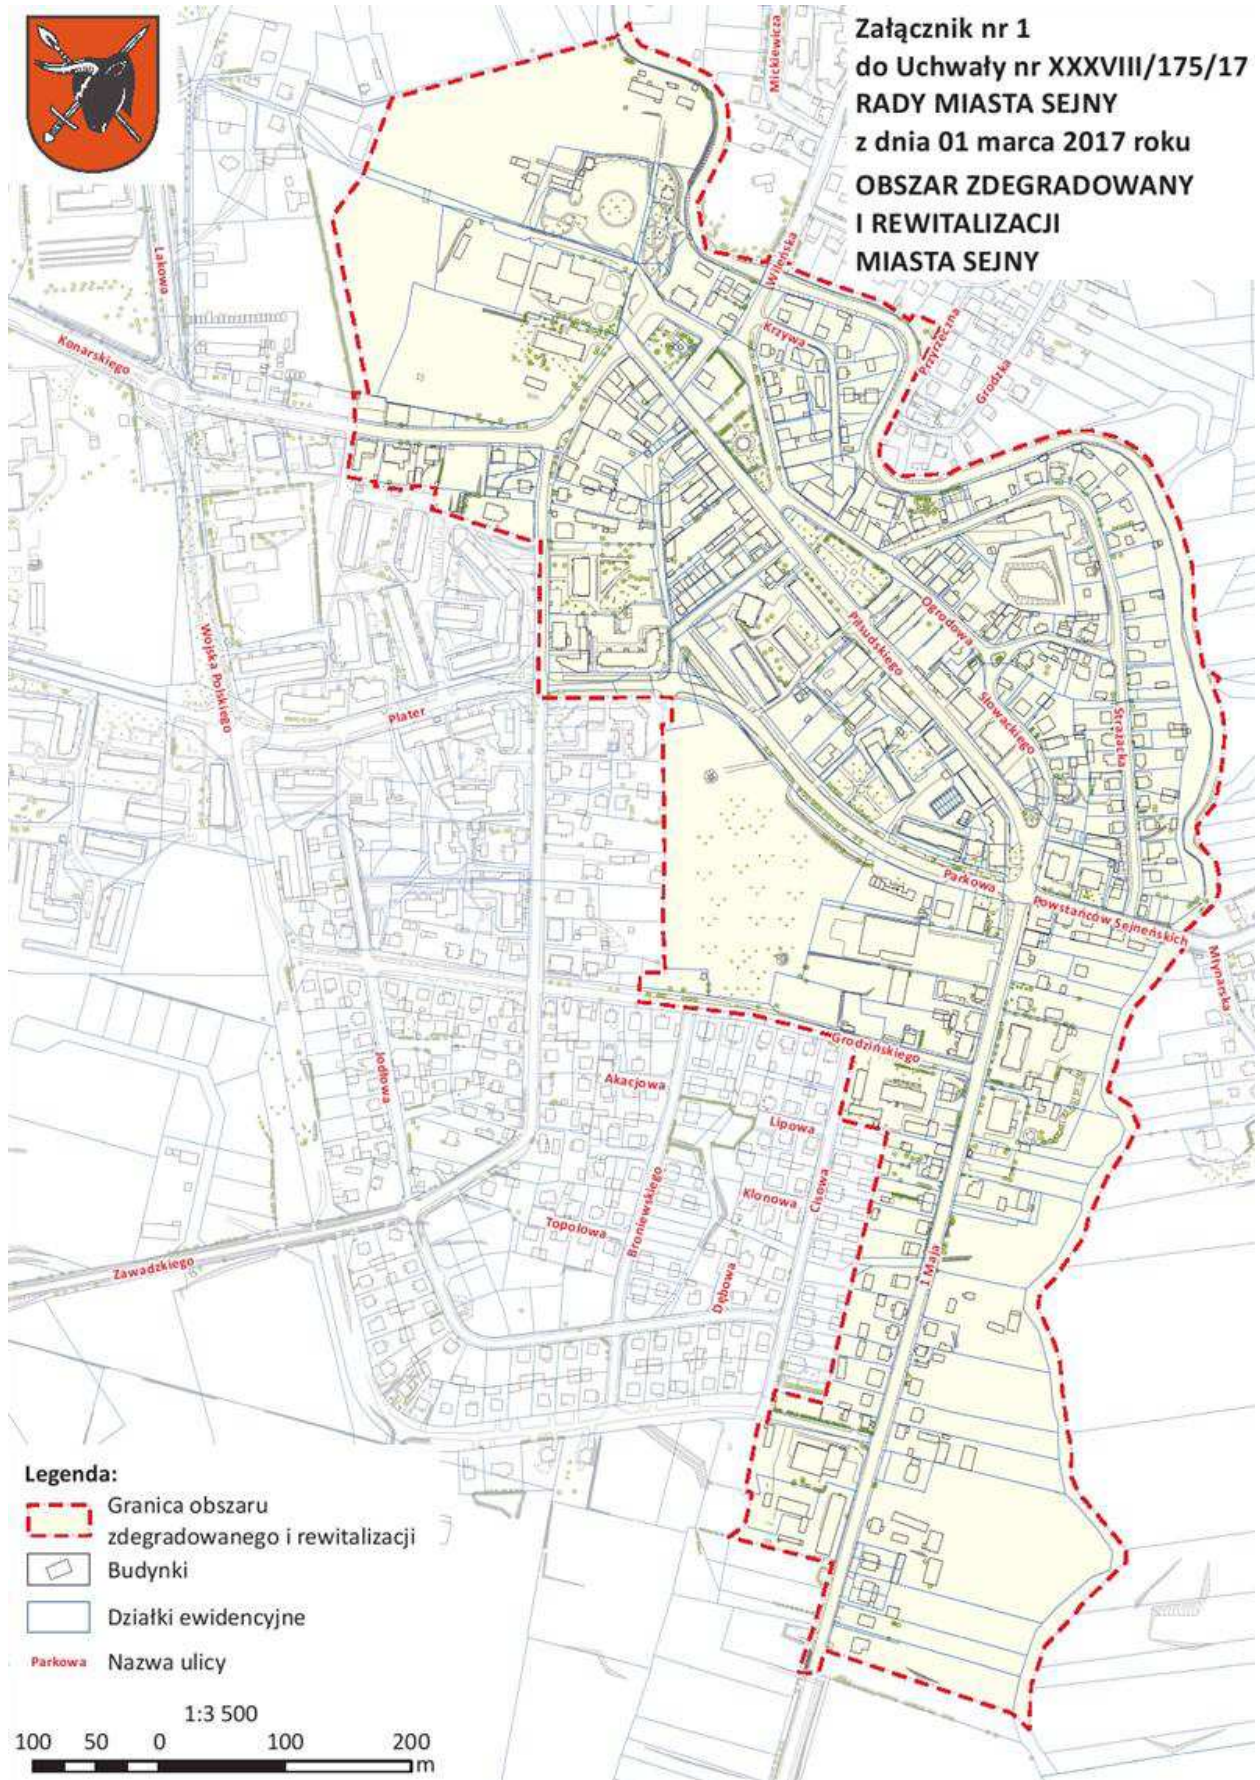 Załącznik nr 1
do Uchwały nr XXXVIII/175/17
RADY MIASTA SEJNY
z dnia 01 marca 2017 roku
OBSZAR ZDEGRADOWANY
I REWITALIZACJI
MIASTA SEJNY
Mickiewicza
Wileńska
Łąkowa
Krzywa
Przyrzeczna
Konarskiego
Grodzka
Ogrodowa
Piłsudskiego
Wojska Polskiego
Słowackiego
Strażacka
Plater
Parkowa
Powstańców Sejneńskich
Młynarska
Grodzińskiego
Jodłowa
Akacjowa
Lipowa
Klonowa
Cisowa
Broniewskiego
Topolowa
Zawadzkiego
Dębowa
1 Maja
Legenda:
Granica obszaru
zdegradowanego i rewitalizacji
Budynki
Działki ewidencyjne
Parkowa Nazwa ulicy
1:3 500
100 50 0 100 200
m